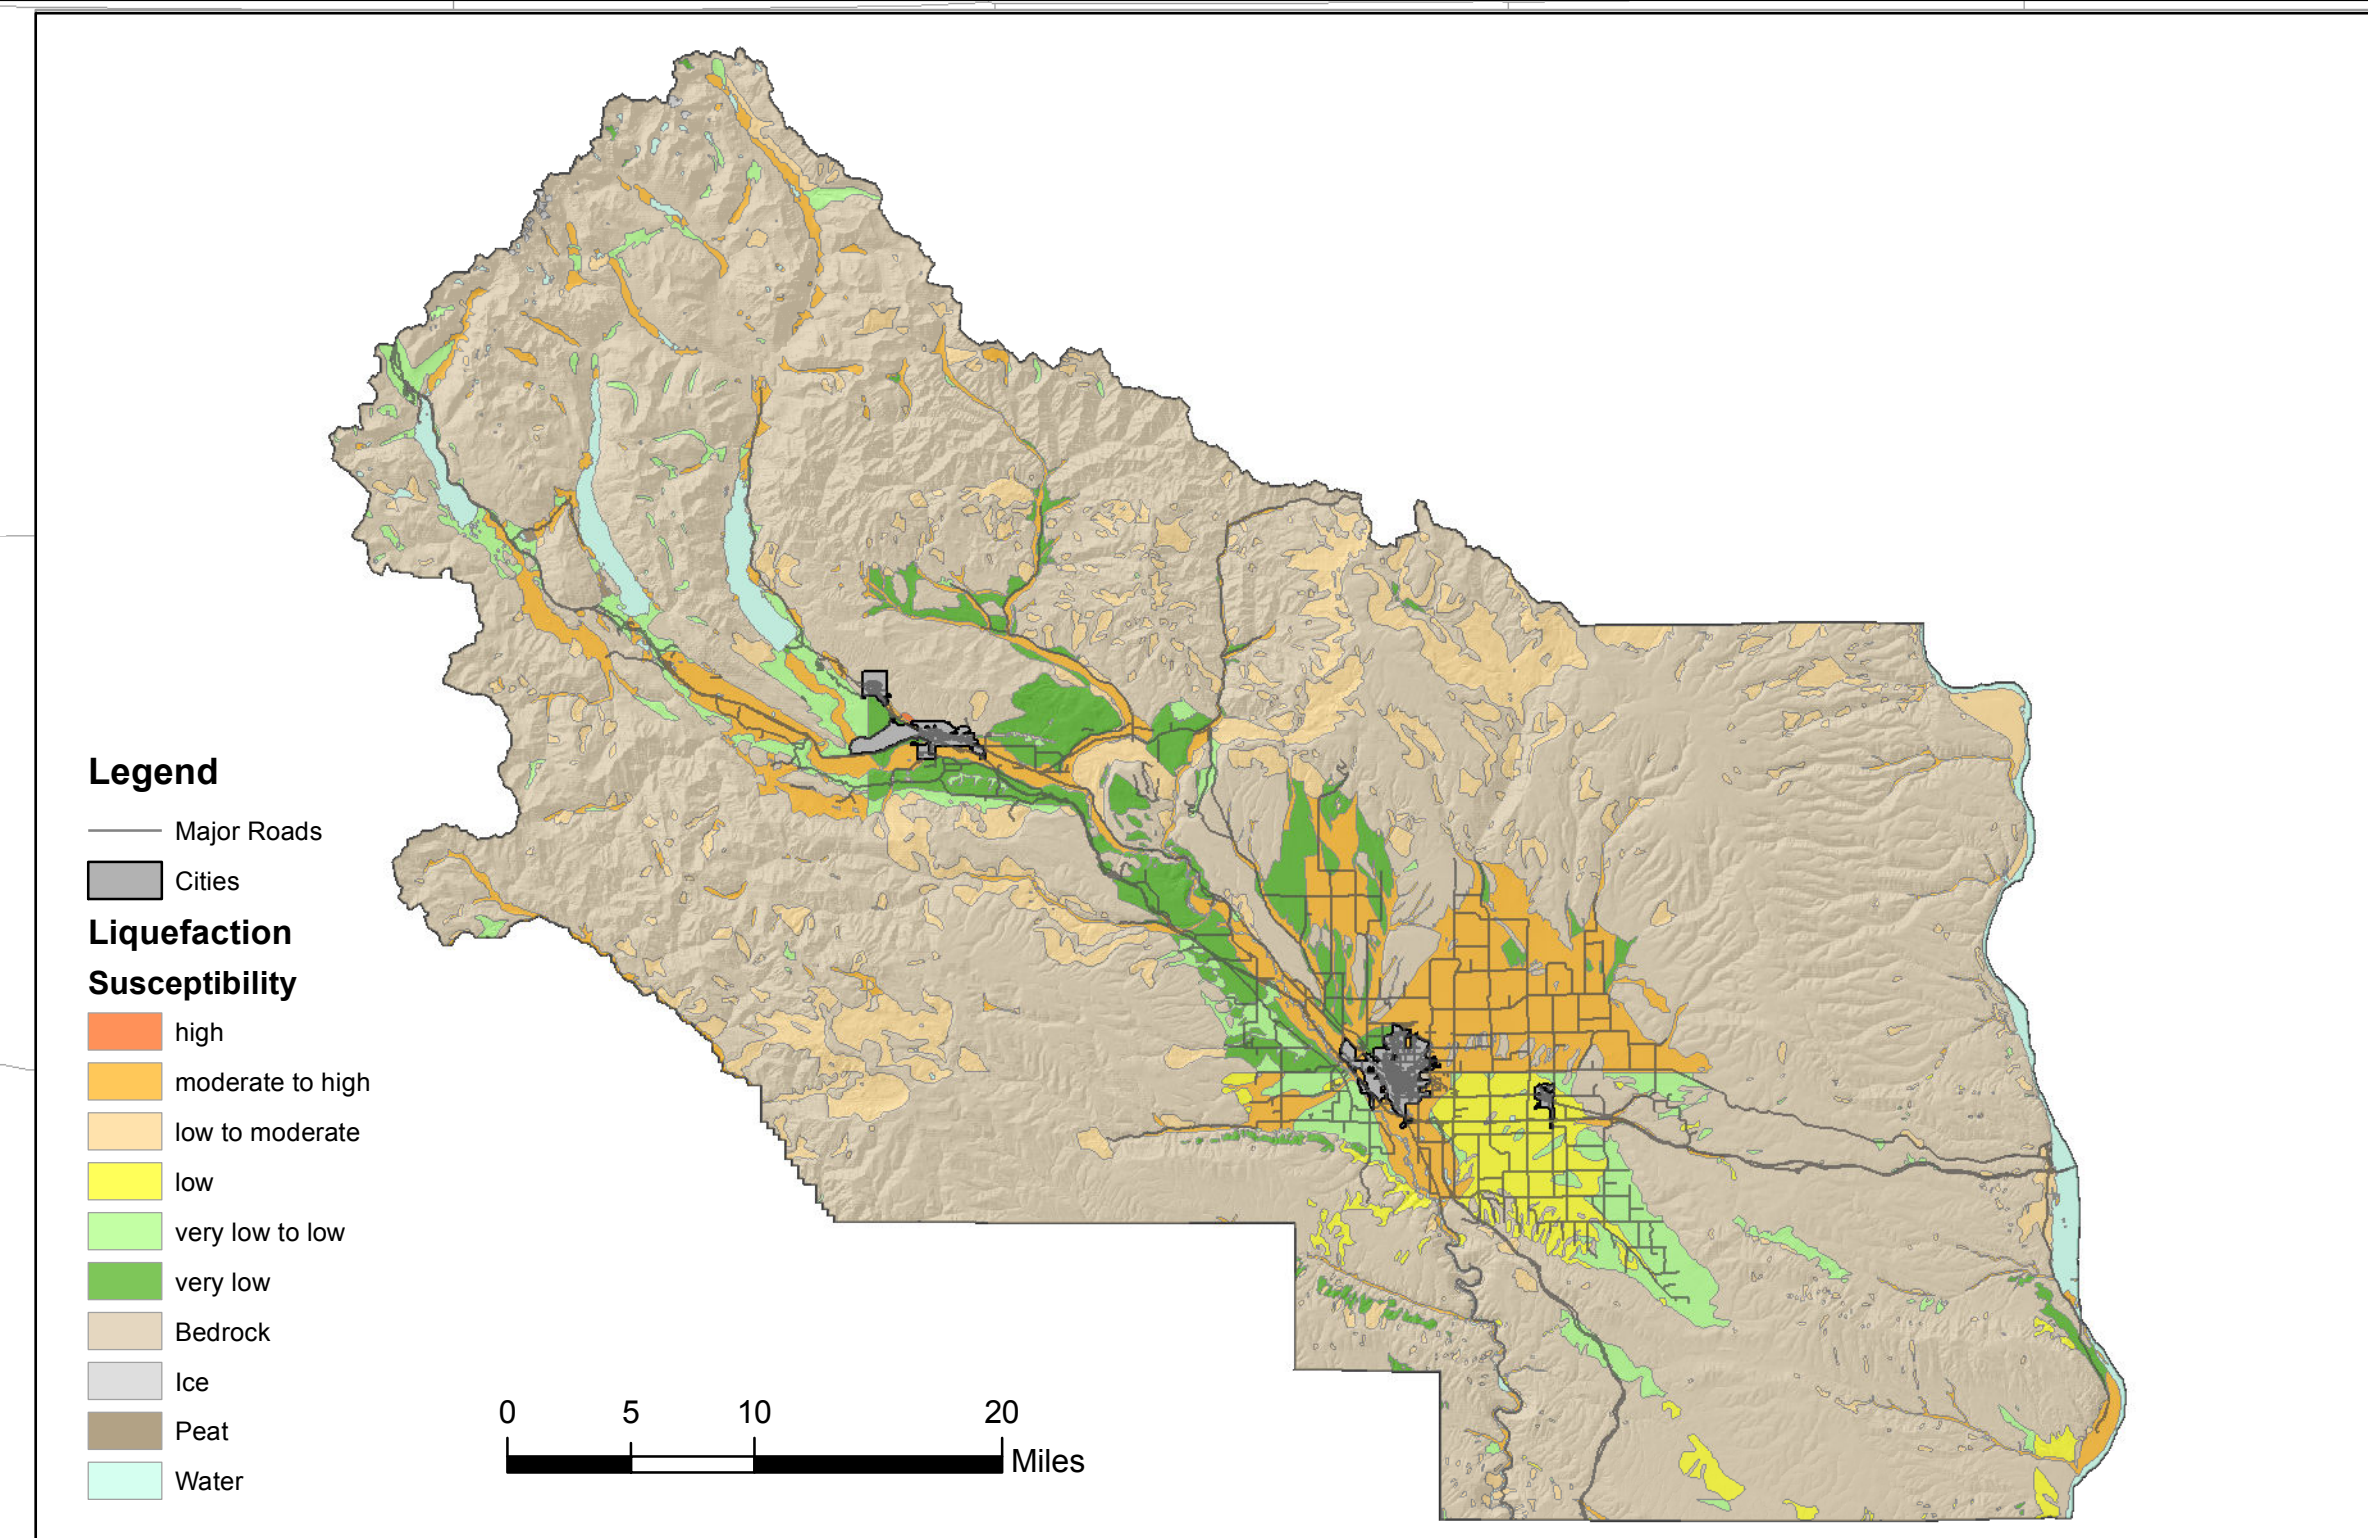 Legend
Major Roads
Cities
Liquefaction
Susceptibility
high
moderate to high
low to moderate
low
very low to low
very low
Bedrock
Ice
Peat
Water
0 5 10 20
Miles